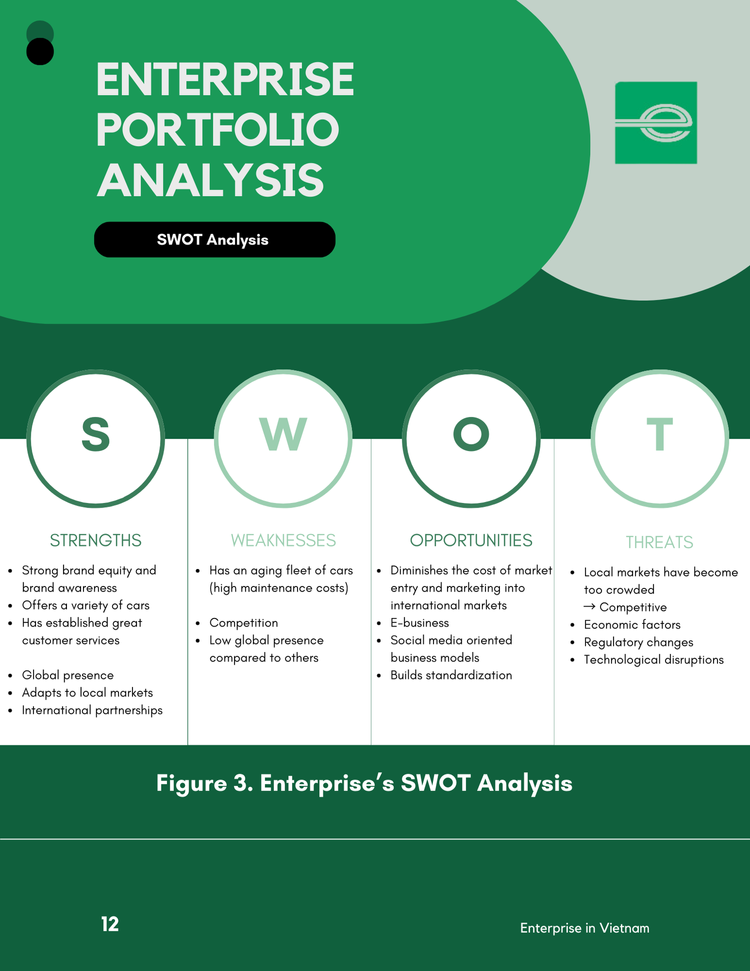 ENTERPRISE
PORTFOLIO
ANALYSIS
SWOT Analysis
S
W
O
T
STRENGTHS
• Strong brand equity and
brand awareness
• Offers a variety of cars
• Has established great
customer services
• Global presence
• Adapts to local markets
• International partnerships
WEAKNESSES
• Has an aging fleet of cars
(high maintenance costs)
• Competition
• Low global presence
compared to others
OPPORTUNITIES
• Diminishes the cost of market
entry and marketing into
international markets
• E-business
• Social media oriented
business models
• Builds standardization
THREATS
• Local markets have become
too crowded
→ Competitive
• Economic factors
• Regulatory changes
• Technological disruptions
Figure 3. Enterprise’s SWOT Analysis
12
Enterprise in Vietnam